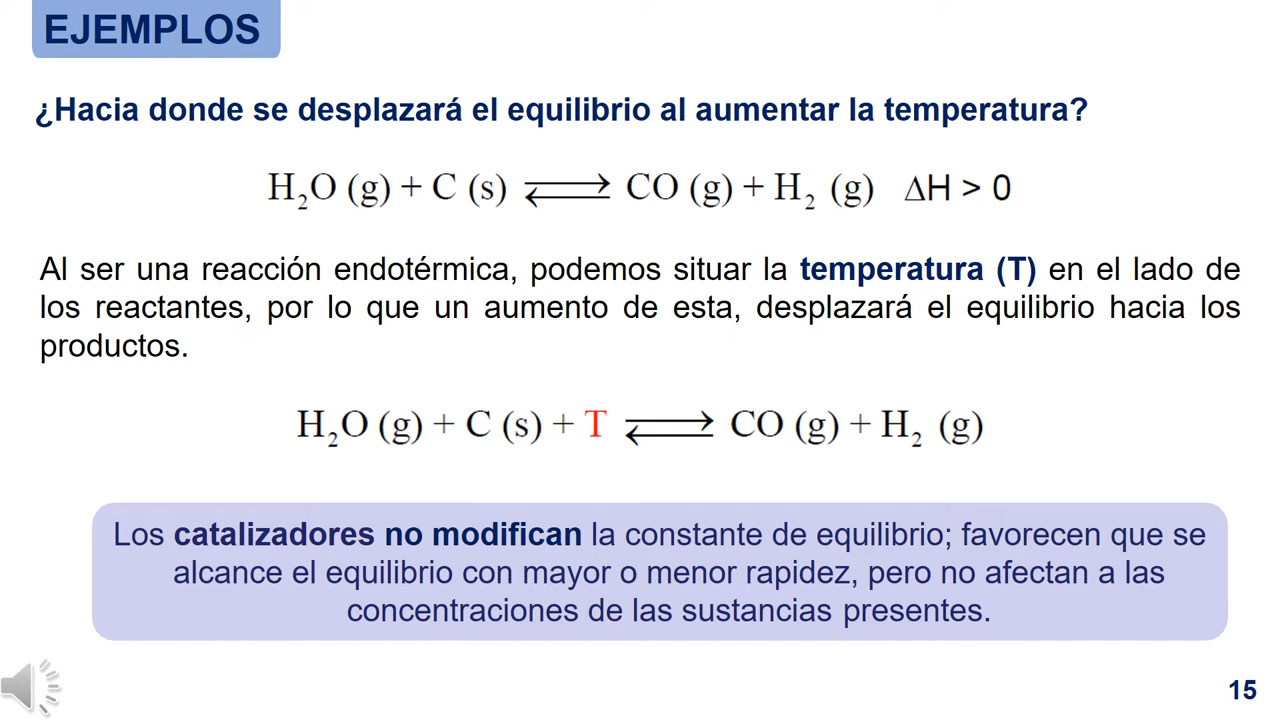 EJEMPLOS
¿Hacia donde se desplazará el equilibrio al aumentar la temperatura?
H₂O (g) + C (s) ⇌ CO (g) + H₂ (g) ΔH > 0
Al ser una reacción endotérmica, podemos situar la temperatura (T) en el lado de
los reactantes, por lo que un aumento de esta, desplazará el equilibrio hacia los
productos.
H₂O (g) + C (s) + T ⇌ CO (g) + H₂ (g)
Los catalizadores no modifican la constante de equilibrio; favorecen que se
alcance el equilibrio con mayor o menor rapidez, pero no afectan a las
concentraciones de las sustancias presentes.
15